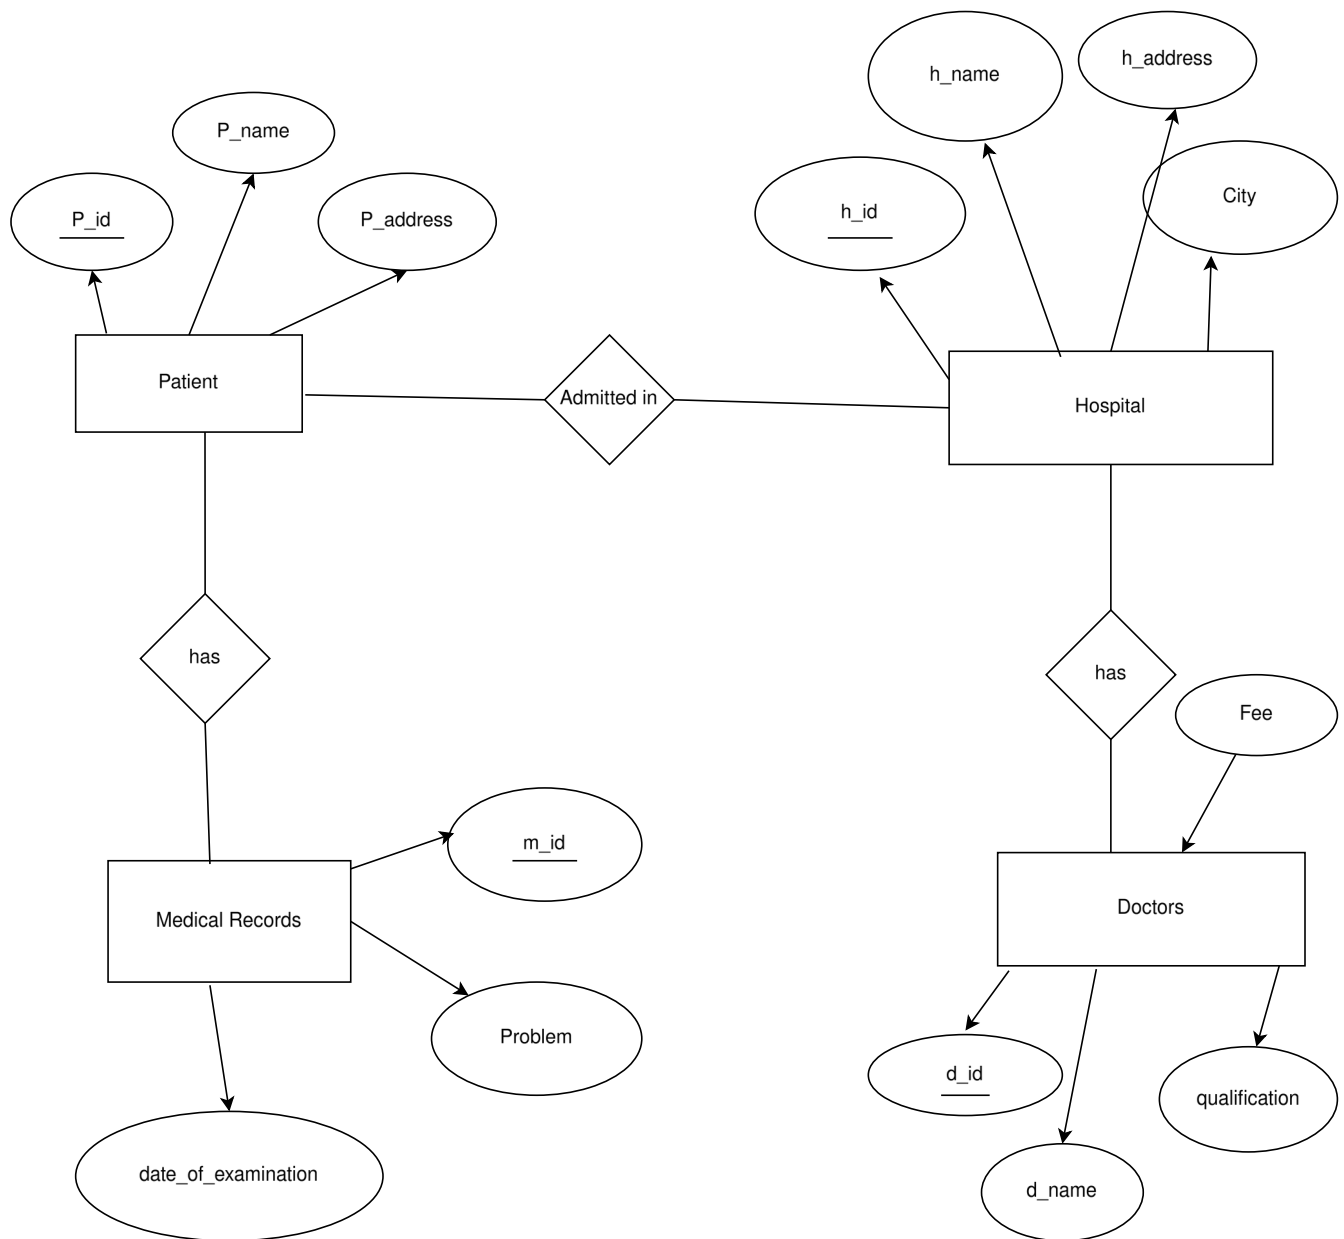 h_name
h_address
P_name
City
P_id
P_address
h_id
Patient
Admitted in
Hospital
has
has
Fee
m_id
Medical Records
Doctors
Problem
d_id
qualification
date_of_examination
d_name